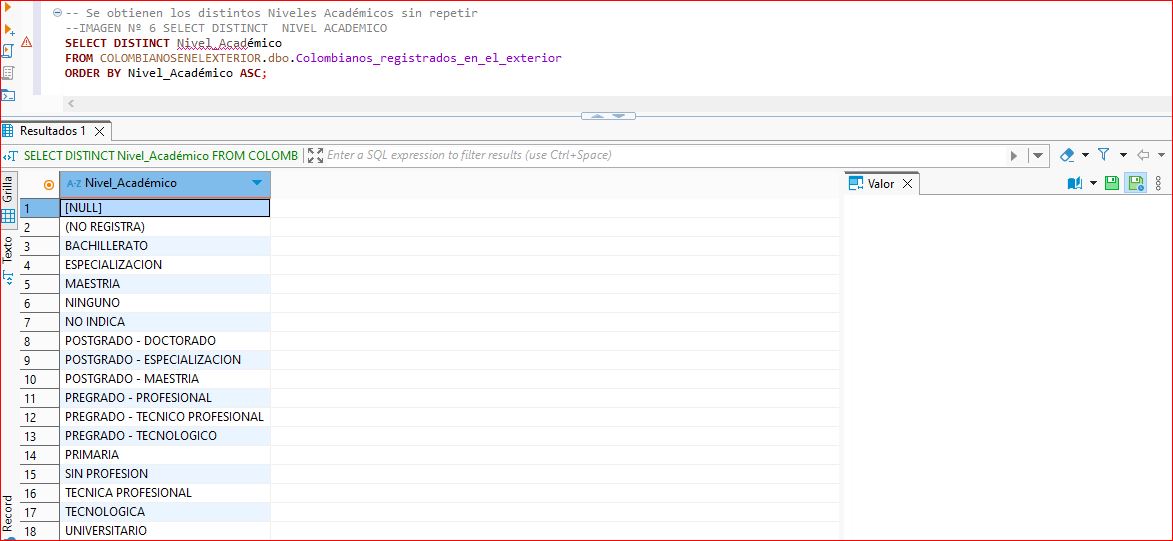 -- Se obtienen los distintos Niveles Académicos sin repetir
--IMAGEN Nº 6 SELECT DISTINCT  NIVEL ACADEMICO
SELECT DISTINCT Nivel_Académico
FROM COLOMBIANOSENELEXTERIOR.dbo.Colombianos_registrados_en_el_exterior
ORDER BY Nivel_Académico ASC;
Resultados 1
SELECT DISTINCT Nivel_Académico FROM COLOMB
Enter a SQL expression to filter results (use Ctrl+Space)
Grilla
Texto
Record
A-Z Nivel_Académico
Valor
1 [NULL]
2 (NO REGISTRA)
3 BACHILLERATO
4 ESPECIALIZACION
5 MAESTRIA
6 NINGUNO
7 NO INDICA
8 POSTGRADO - DOCTORADO
9 POSTGRADO - ESPECIALIZACION
10 POSTGRADO - MAESTRIA
11 PREGRADO - PROFESIONAL
12 PREGRADO - TECNICO PROFESIONAL
13 PREGRADO - TECNOLOGICO
14 PRIMARIA
15 SIN PROFESION
16 TECNICA PROFESIONAL
17 TECNOLOGICA
18 UNIVERSITARIO